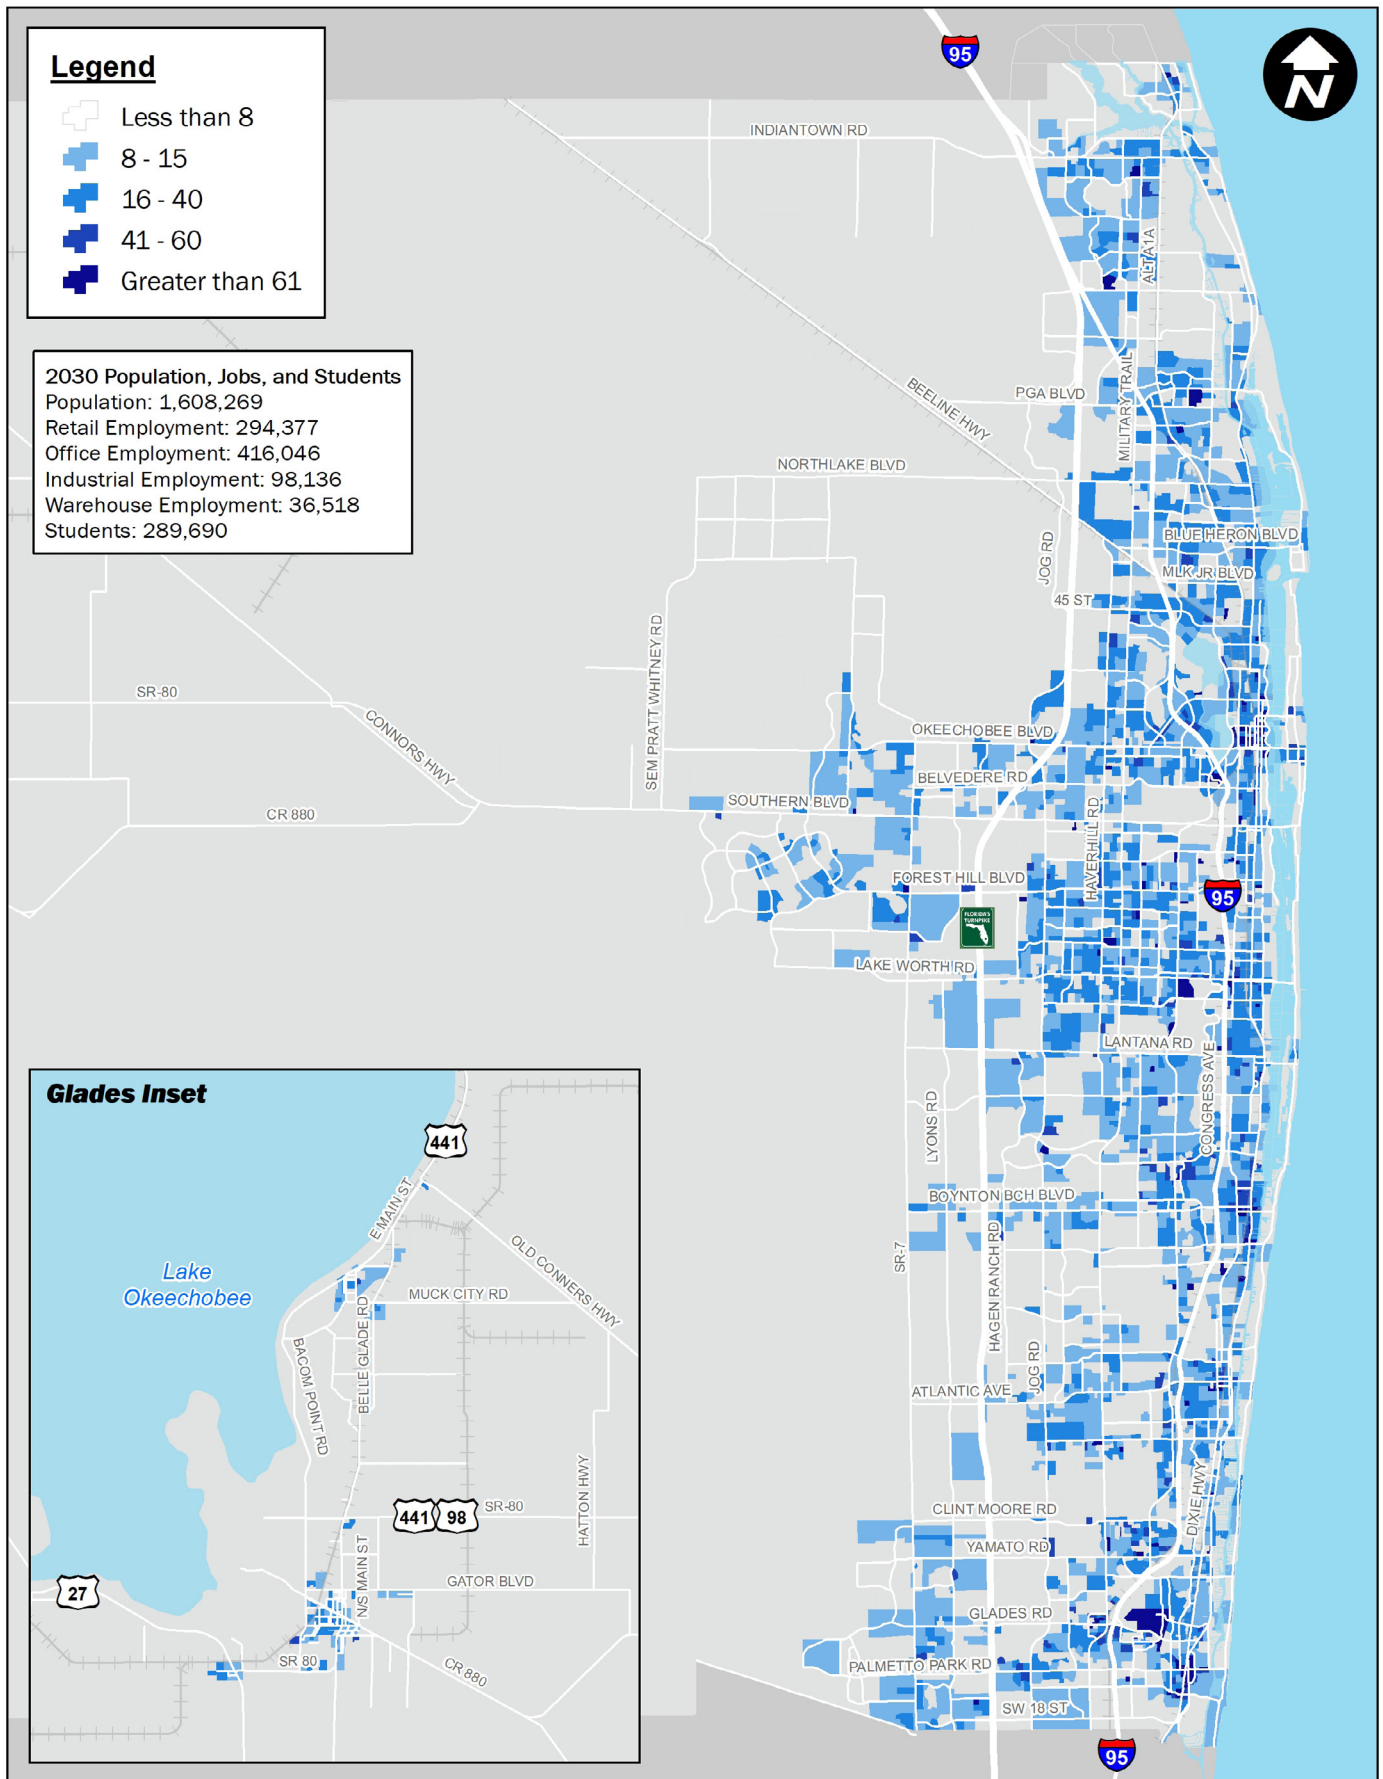 Legend
Less than 8
8 - 15
16 - 40
41 - 60
Greater than 61
2030 Population, Jobs, and Students
Population: 1,608,269
Retail Employment: 294,377
Office Employment: 416,046
Industrial Employment: 98,136
Warehouse Employment: 36,518
Students: 289,690
95
N
INDIANTOWN RD
ALT A1A
MILITARY TRAIL
BEELINE HWY
PGA BLVD
NORTHLAKE BLVD
JOG RD
BLUE HERON BLVD
MLK JR BLVD
45 ST
SEM PRATT WHITNEY RD
SR-80
CONNORS HWY
CR 880
OKEECHOBEE BLVD
BELVEDERE RD
SOUTHERN BLVD
HAVERHILL RD
FOREST HILL BLVD
95
FLORIDA'S
TURNPIKE
LAKE WORTH RD
LANTANA RD
CONGRESS AVE
LYONS RD
BOYNTON BCH BLVD
SR-7
HAGEN RANCH RD
JOG RD
ATLANTIC AVE
DIXIE HWY
CLINT MOORE RD
YAMATO RD
GLADES RD
PALMETTO PARK RD
SW 18 ST
95
Glades Inset
441
E MAIN ST
OLD CONNERS HWY
Lake
Okeechobee
MUCK CITY RD
BELLE GLADE RD
BACOM POINT RD
HATTON HWY
441
98
SR-80
N/S MAIN ST
GATOR BLVD
27
SR 80
CR 880